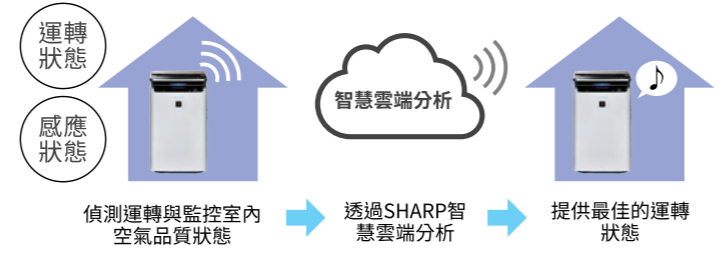 運轉
狀態
感應
狀態
智慧雲端分析
偵測運轉與監控室內
空氣品質狀態
透過SHARP智
慧雲端分析
提供最佳的運轉
狀態